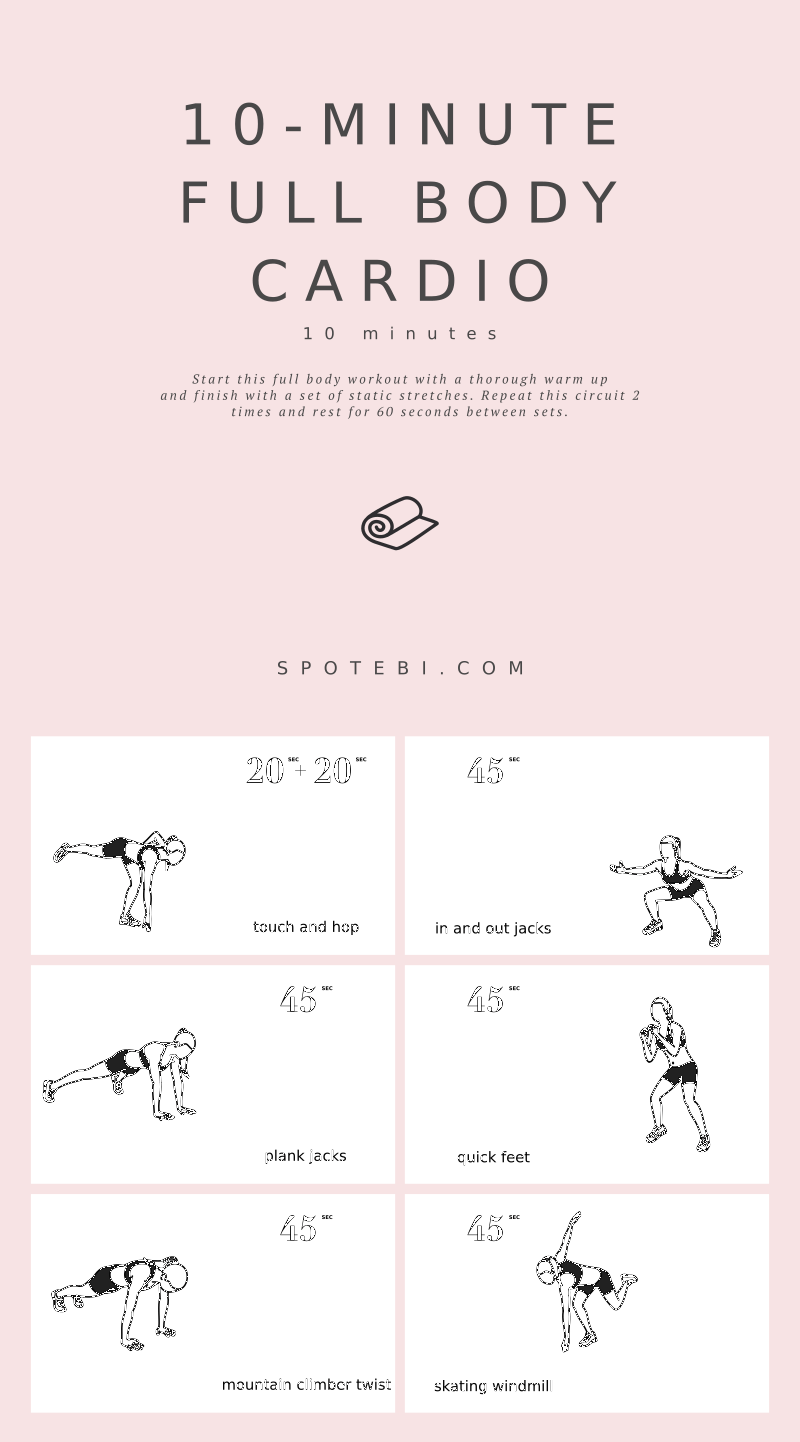 10-MINUTE
FULL BODY
CARDIO
10 minutes
Start this full body workout with a thorough warm up
and finish with a set of static stretches. Repeat this circuit 2
times and rest for 60 seconds between sets.
SPOTEBI.COM
20 SEC + 20 SEC
touch and hop
45 SEC
in and out jacks
45 SEC
plank jacks
45 SEC
quick feet
45 SEC
mountain climber twist
45 SEC
skating windmill